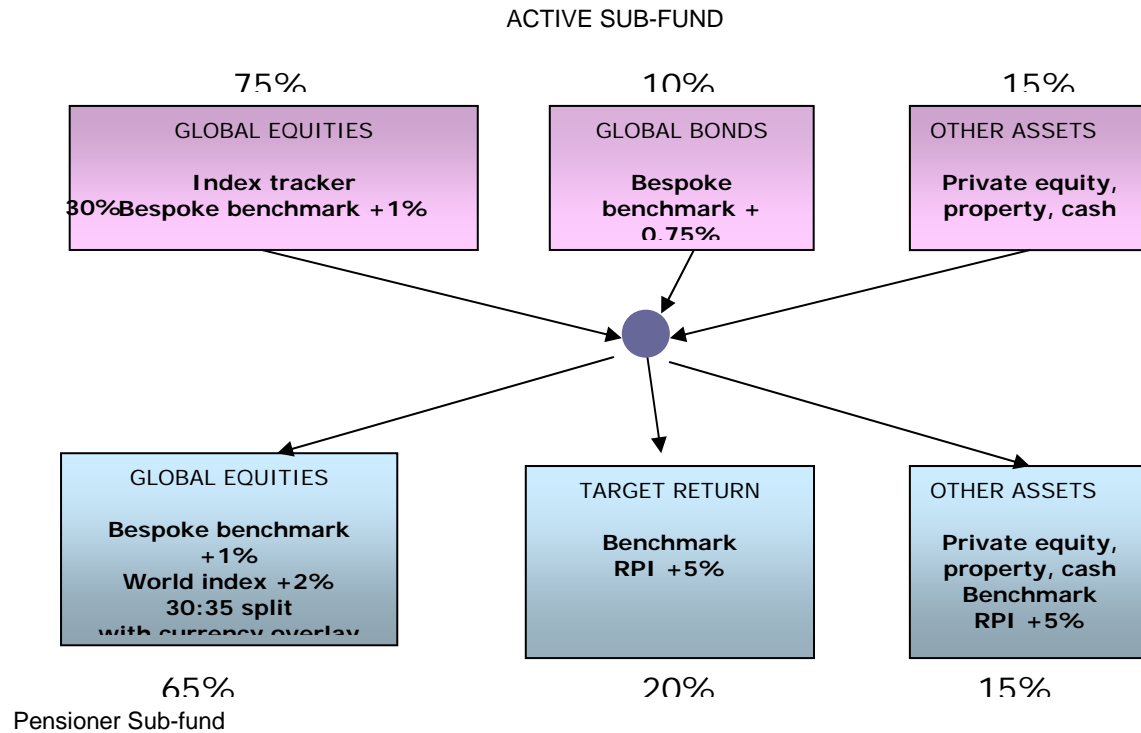 ACTIVE SUB-FUND
75%
10%
15%
GLOBAL EQUITIES
Index tracker
30%Bespoke benchmark +1%
GLOBAL BONDS
Bespoke
benchmark +
0.75%
OTHER ASSETS
Private equity,
property, cash
GLOBAL EQUITIES
Bespoke benchmark
+1%
World index +2%
30:35 split
with currency overlay
TARGET RETURN
Benchmark
RPI +5%
OTHER ASSETS
Private equity,
property, cash
Benchmark
RPI +5%
65%
20%
15%
Pensioner Sub-fund